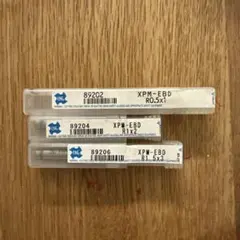 89202 XPM-EBD
R0.5x1
89204 XPM-EBD
R1x2
89206 XPM-EBD
R1.5x3